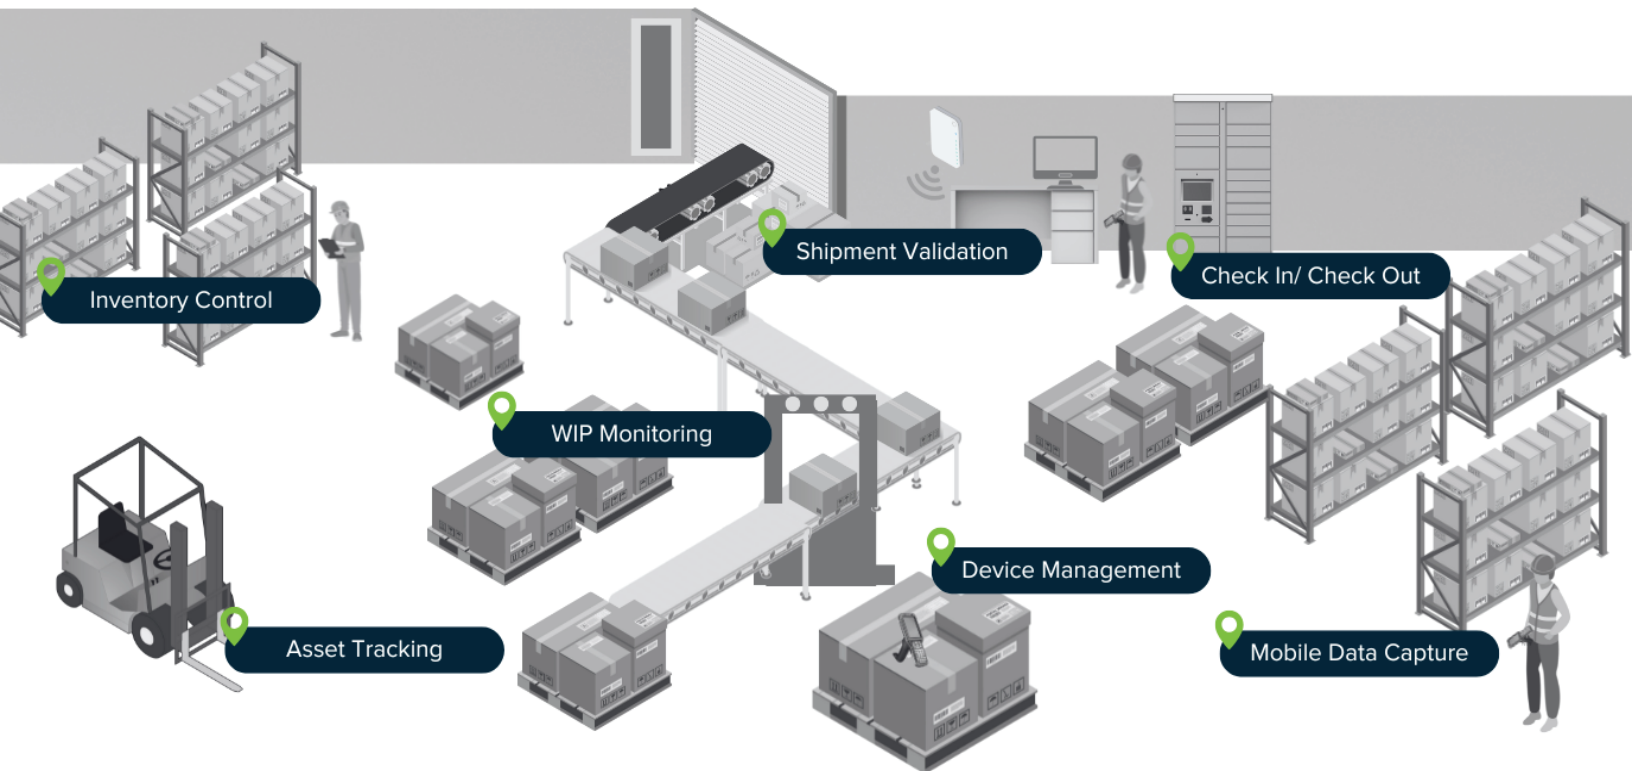 Shipment Validation
Check In/ Check Out
Inventory Control
WIP Monitoring
Device Management
Asset Tracking
Mobile Data Capture